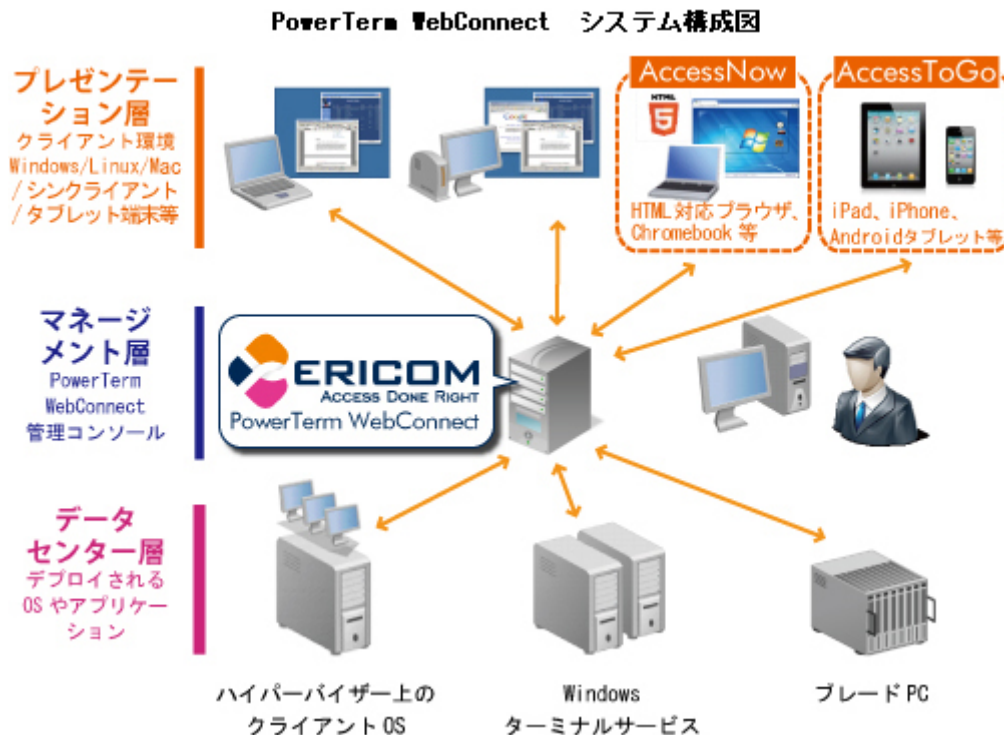 PowerTerm WebConnect システム構成図
プレゼンテー
ション層
クライアント環境
Windows/Linux/Mac
/シンクライアント
/タブレット端末等
AccessNow
HTML
5
HTML対応ブラウザ、
Chromebook 等
AccessToGo
iPad、iPhone、
Androidタブレット等
マネージ
メント層
PowerTerm
WebConnect
管理コンソール
ERICOM
ACCESS DONE RIGHT
PowerTerm WebConnect
データ
センター層
デプロイされる
OS やアプリケー
ション
ハイパーバイザー上の
クライアント OS
Windows
ターミナルサービス
ブレード PC